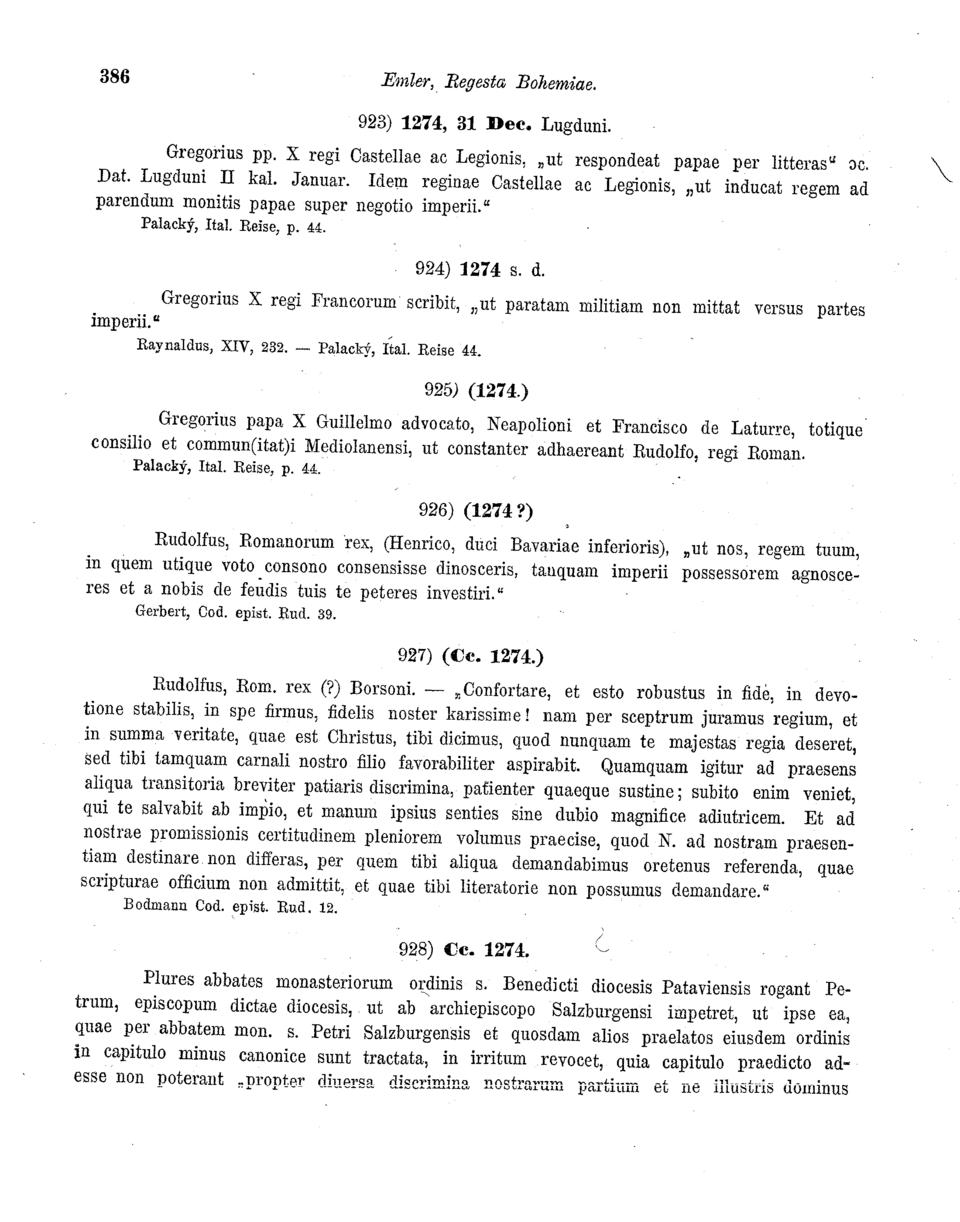 386
Emler, Regesta Bohemiae.
923) 1274, 31 Dec. Lugduni.
Gregorius pp. X regi Castellae ac Legionis, „ut respondeat papae per litteras“ ɔc.
Dat. Lugduni II kal. Januar. Idem reginae Castellae ac Legionis, „ut inducat regem ad
parendum monitis papae super negotio imperii.“
Palacký, Ital. Reise, p. 44.
924) 1274 s. d.
Gregorius X regi Francorum scribit, „ut paratam militiam non mittat versus partes
imperii.“
Raynaldus, XIV, 232. — Palacký, Ital. Reise 44.
925) (1274.)
Gregorius papa X Guillelmo advocato, Neapolioni et Francisco de Laturre, totique
consilio et commun(itat)i Mediolanensi, ut constanter adhaereant Rudolfo, regi Roman.
Palacký, Ital. Reise, p. 44.
926) (1274?)
Rudolfus, Romanorum rex, (Henrico, duci Bavariae inferioris), „ut nos, regem tuum,
in quem utique voto consono consensisse dinosceris, tanquam imperii possessorem agnosce-
res et a nobis de feudis tuis te peteres investiri.“
Gerbert, Cod. epist. Rud. 39.
927) (Cc. 1274.)
Rudolfus, Rom. rex (?) Borsoni. — „Confortare, et esto robustus in fide, in devo-
tione stabilis, in spe firmus, fidelis noster karissime! nam per sceptrum juramus regium, et
in summa veritate, quae est Christus, tibi dicimus, quod nunquam te majestas regia deseret,
sed tibi tamquam carnali nostro filio favorabiliter aspirabit. Quamquam igitur ad praesens
aliqua transitoria breviter patiaris discrimina, patienter quaeque sustine; subito enim veniet,
qui te salvabit ab impio, et manum ipsius senties sine dubio magnifice adiutricem. Et ad
nostrae promissionis certitudinem pleniorem volumus praecise, quod N. ad nostram praesen-
tiam destinare non differas, per quem tibi aliqua demandabimus oretenus referenda, quae
scripturae officium non admittit, et quae tibi literatorie non possumus demandare.“
Bodmann Cod. epist. Rud. 12.
928) Cc. 1274.
Plures abbates monasteriorum ordinis s. Benedicti diocesis Pataviensis rogant Pe-
trum, episcopum dictae diocesis, ut ab archiepiscopo Salzburgensi impetret, ut ipse ea,
quae per abbatem mon. s. Petri Salzburgensis et quosdam alios praelatos eiusdem ordinis
in capitulo minus canonice sunt tractata, in irritum revocet, quia capitulo praedicto ad-
esse non poterant „propter diuersa discrimina nostrarum partium et ne illustris dominus